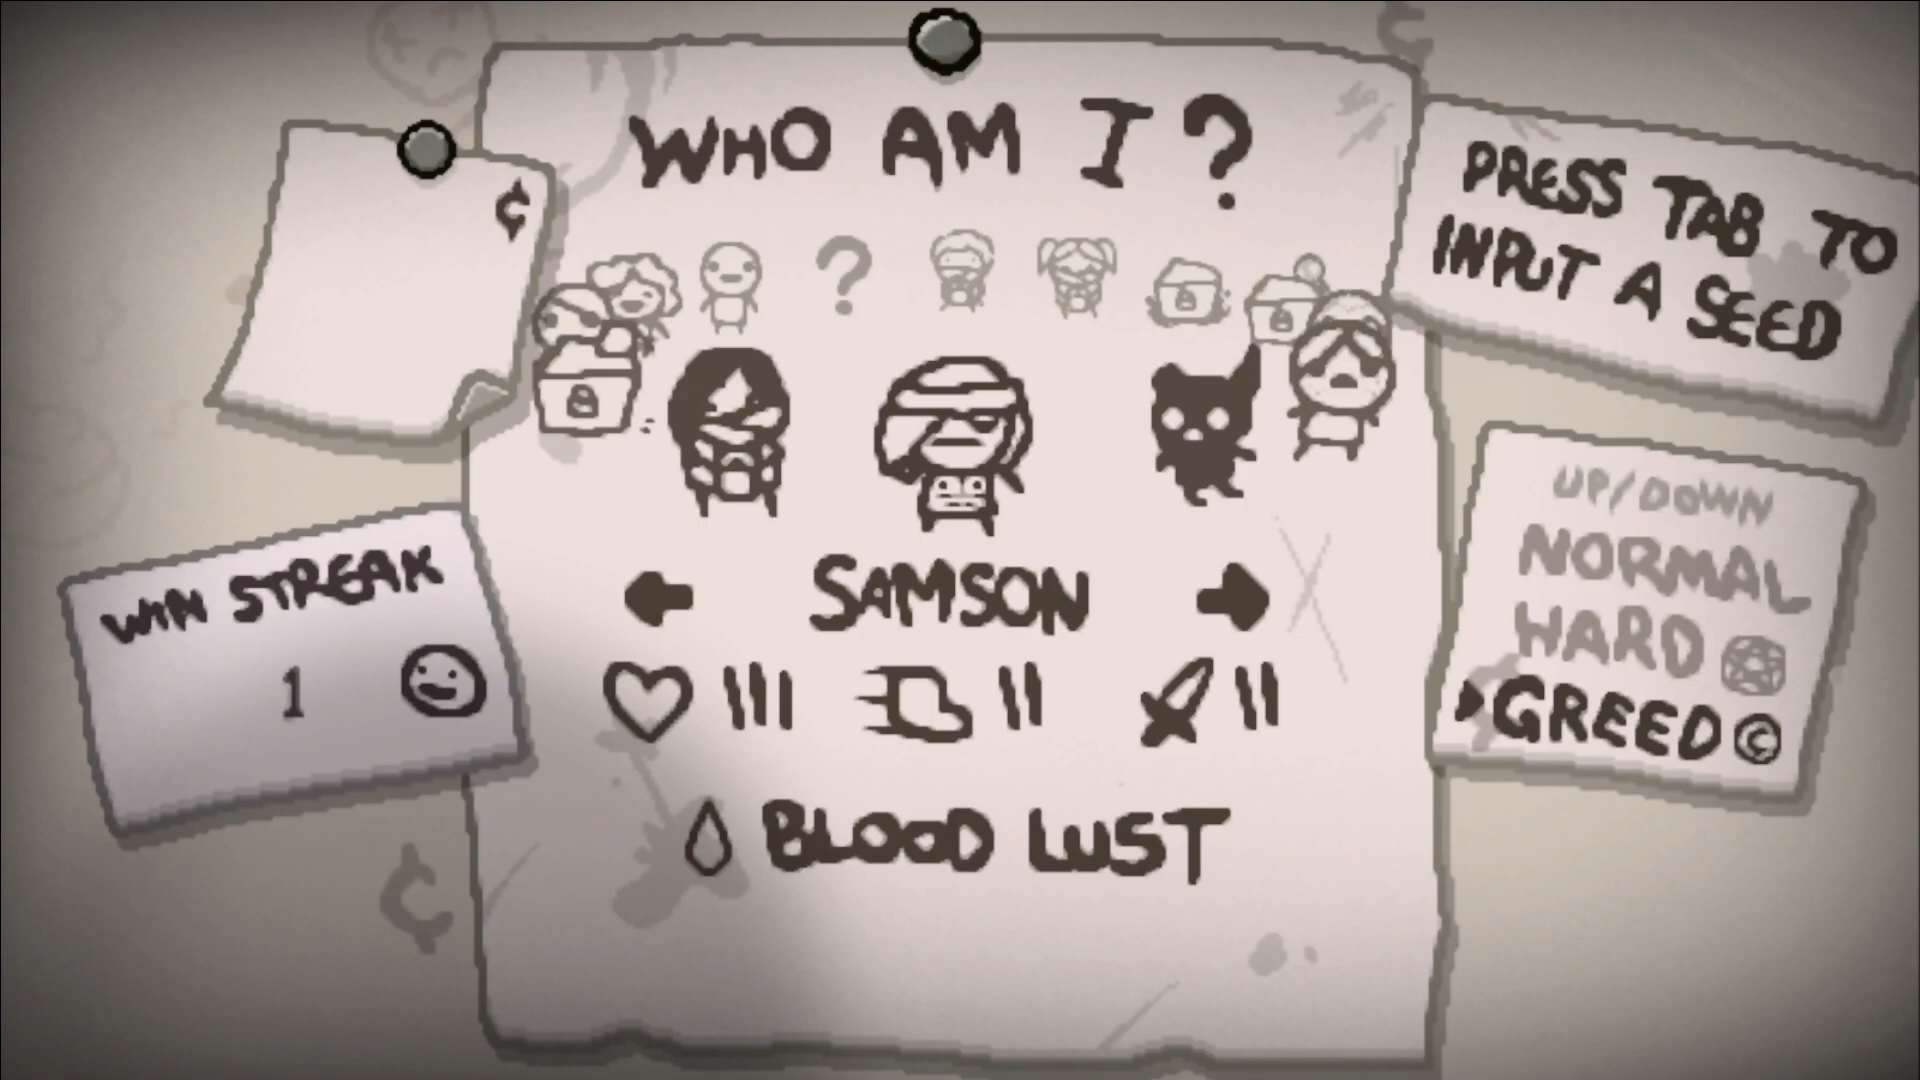 WHO AM I?
¢
PRESS TAB TO
INPUT A SEED
?
UP/DOWN
NORMAL
HARD
GREED ©
WIN STREAK
1
SAMSON
BLOOD LUST